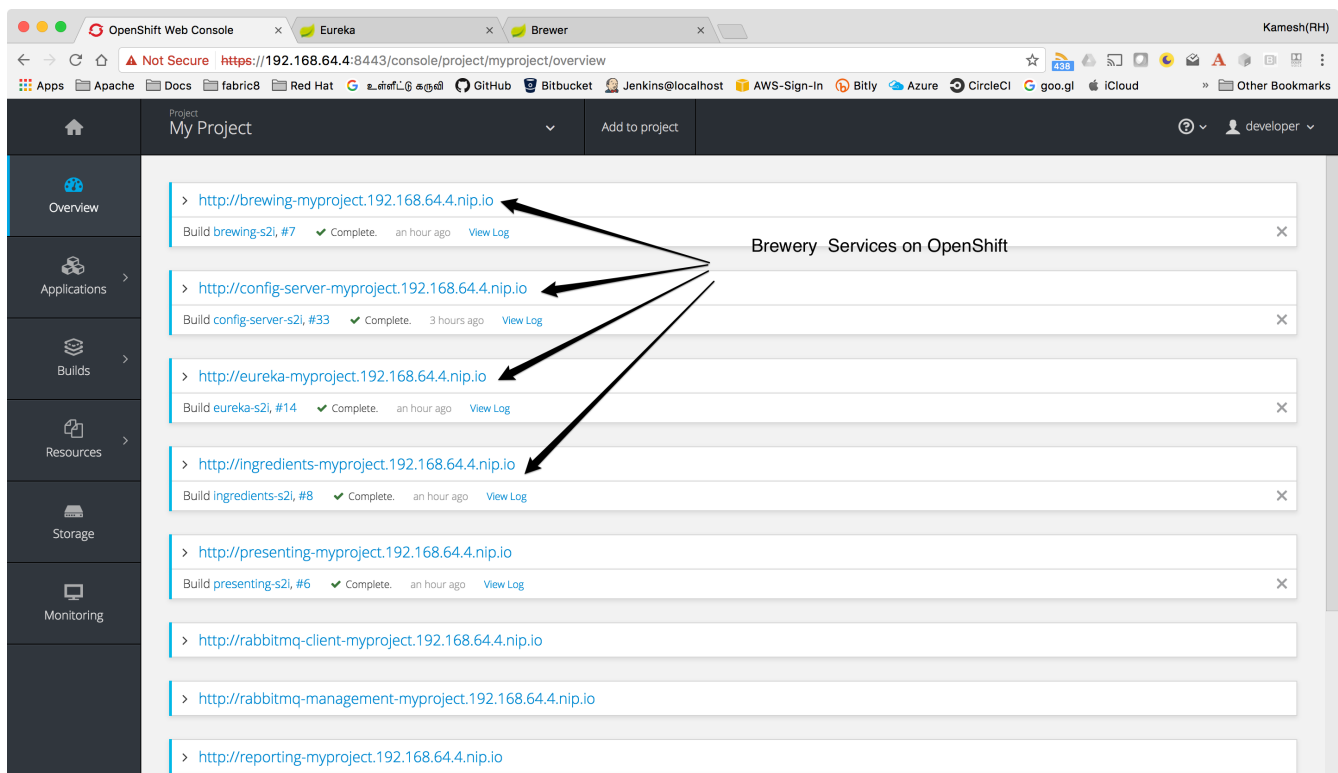 OpenShift Web Console
Eureka
Brewer
Kamesh(RH)
Not Secure https://192.168.64.4:8443/console/project/myproject/overview
438
Apps Apache Docs fabric8 Red Hat உள்ளீட்டு கருவி GitHub Bitbucket Jenkins@localhost AWS-Sign-In Bitly Azure CircleCI goo.gl iCloud » Other Bookmarks
Project
My Project
Add to project
developer
Overview
Applications
Builds
Resources
Storage
Monitoring
http://brewing-myproject.192.168.64.4.nip.io
Build brewing-s2i, #7 Complete. an hour ago View Log
Brewery Services on OpenShift
http://config-server-myproject.192.168.64.4.nip.io
Build config-server-s2i, #33 Complete. 3 hours ago View Log
http://eureka-myproject.192.168.64.4.nip.io
Build eureka-s2i, #14 Complete. an hour ago View Log
http://ingredients-myproject.192.168.64.4.nip.io
Build ingredients-s2i, #8 Complete. an hour ago View Log
http://presenting-myproject.192.168.64.4.nip.io
Build presenting-s2i, #6 Complete. an hour ago View Log
http://rabbitmq-client-myproject.192.168.64.4.nip.io
http://rabbitmq-management-myproject.192.168.64.4.nip.io
http://reporting-myproject.192.168.64.4.nip.io